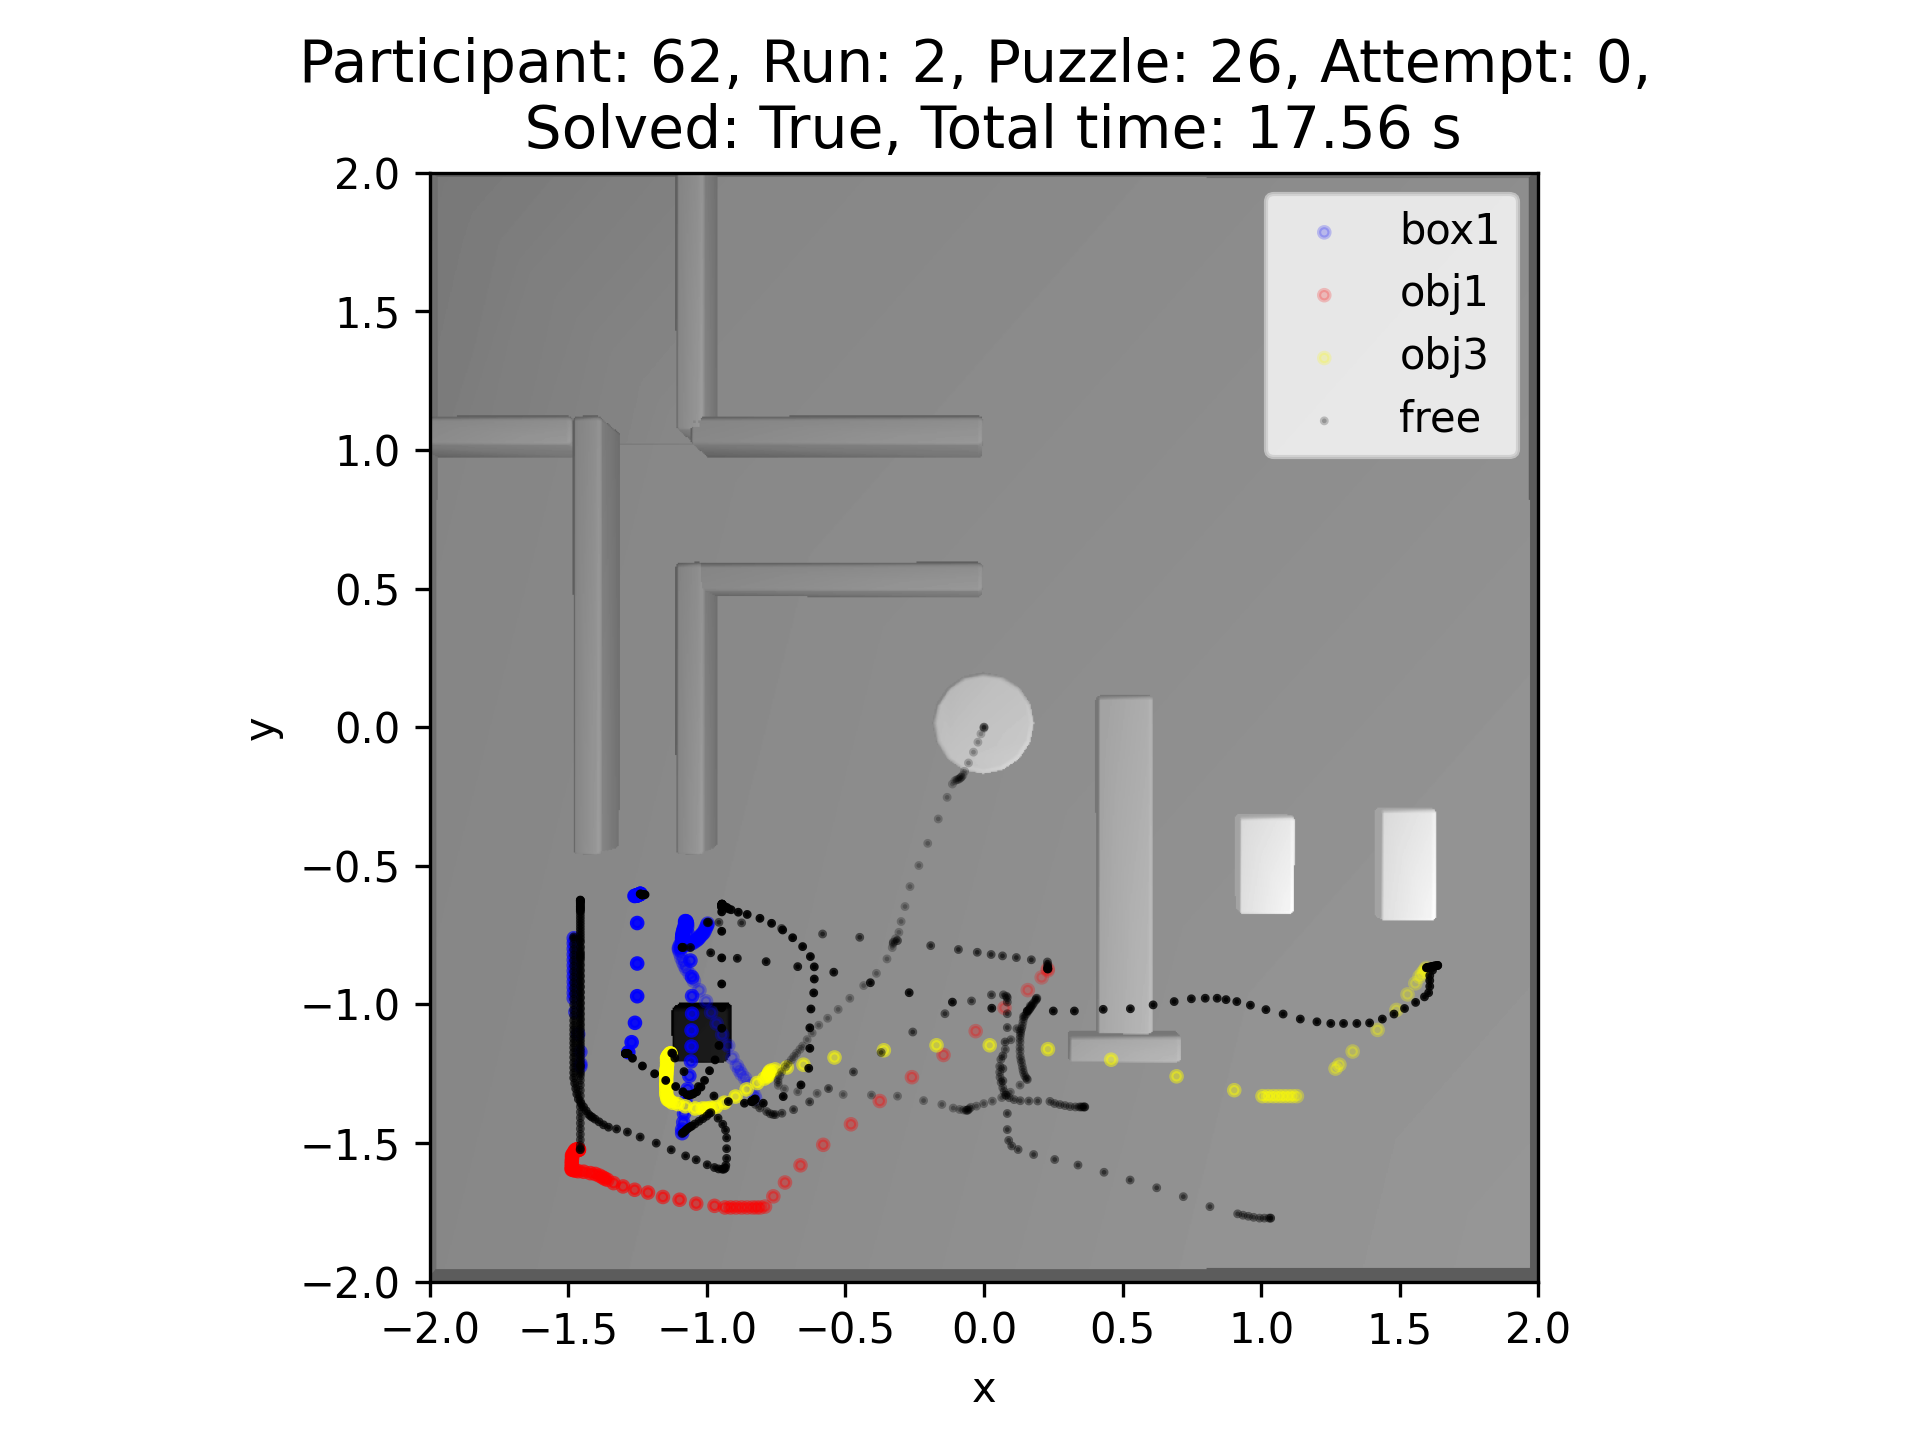 Participant: 62, Run: 2, Puzzle: 26, Attempt: 0,
Solved: True, Total time: 17.56 s
2.0
1.5
1.0
0.5
0.0
−0.5
−1.0
−1.5
−2.0
y
box1
obj1
obj3
free
−2.0 −1.5 −1.0 −0.5 0.0 0.5 1.0 1.5 2.0
x